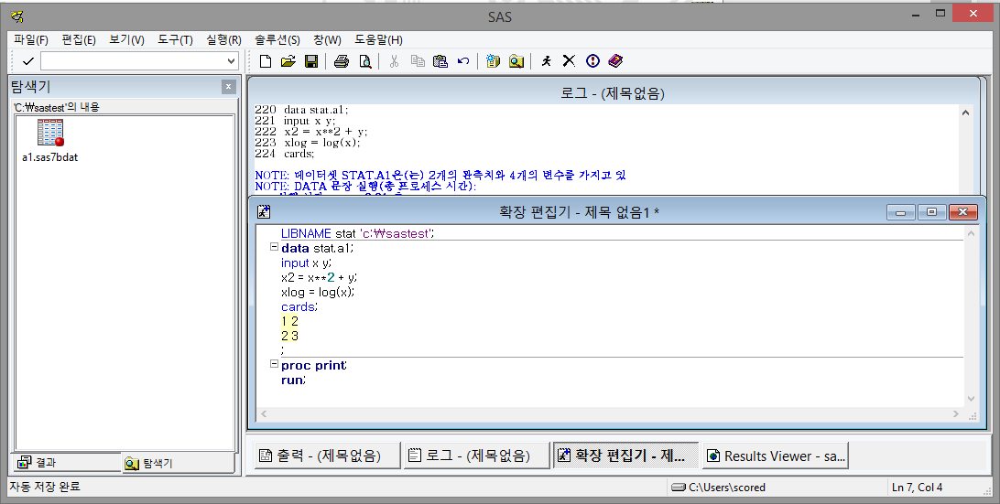 SAS
파일(F) 편집(E) 보기(V) 도구(T) 실행(R) 솔루션(S) 창(W) 도움말(H)
탐색기
'C:₩sastest'의 내용
a1.sas7bdat
로그 - (제목없음)
220 data stat.a1;
221 input x y;
222 x2 = x**2 + y;
223 xlog = log(x);
224 cards;
NOTE: 데이터셋 STAT.A1은(는) 2개의 관측치와 4개의 변수를 가지고 있
NOTE: DATA 문장 실행(총 프로세스 시간):
확장 편집기 - 제목 없음1 *
LIBNAME stat 'c:₩sastest';
data stat.a1;
input x y;
x2 = x**2 + y;
xlog = log(x);
cards;
1 2
2 3
;
proc print;
run;
결과
탐색기
출력 - (제목없음)
로그 - (제목없음)
확장 편집기 - 제...
Results Viewer - sa...
자동 저장 완료
C:\Users\scored
Ln 7, Col 4